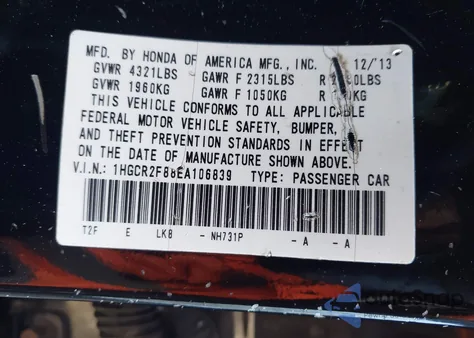 MFD. BY HONDA OF AMERICA MFG., INC. 12/13
GVWR 4321LBS GAWR F 2315LBS R
GVWR 1960KG GAWR F 1050KG R
THIS VEHICLE CONFORMS TO ALL APPLICABLE
FEDERAL MOTOR VEHICLE SAFETY, BUMPER,
AND THEFT PREVENTION STANDARDS IN EFFECT
ON THE DATE OF MANUFACTURE SHOWN ABOVE.
V.I.N.: TYPE: PASSENGER CAR
T2F E LKB - NH731P - A - A